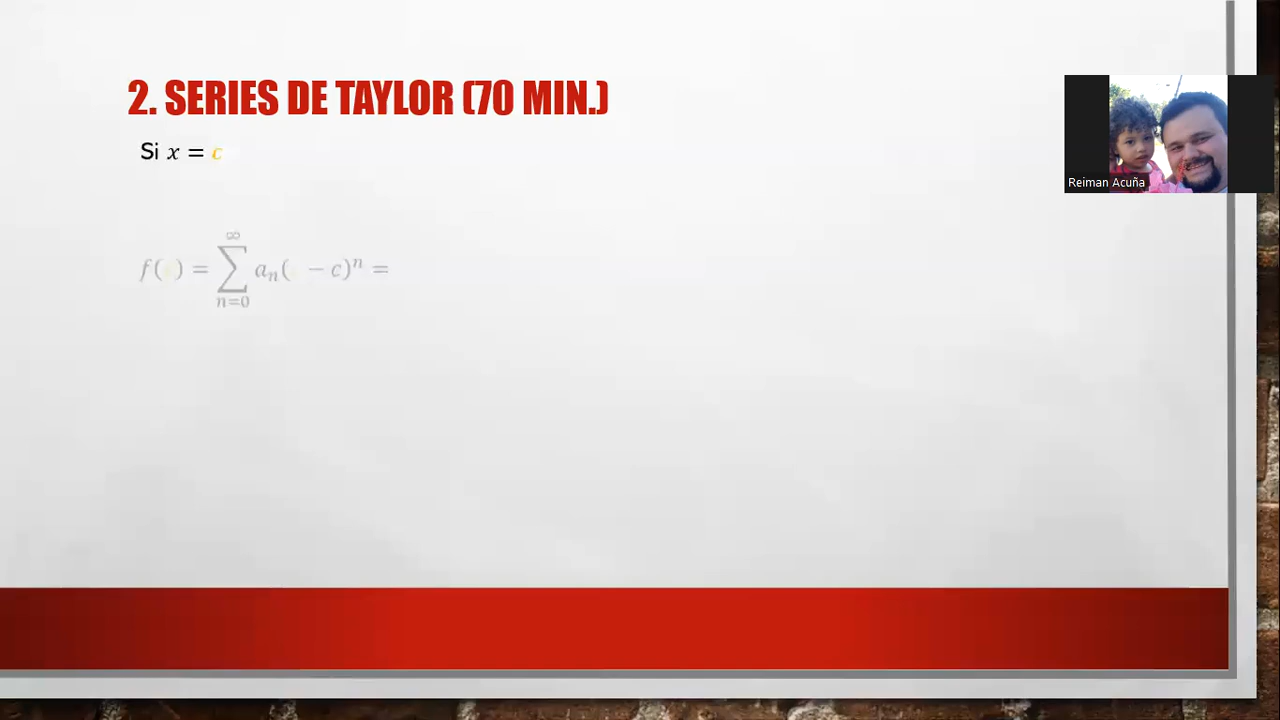 2. SERIES DE TAYLOR (70 MIN.)
Si x = c
f( ) = ∑_{n=0}^{∞} a_n( − c)^n =
Reiman Acuña